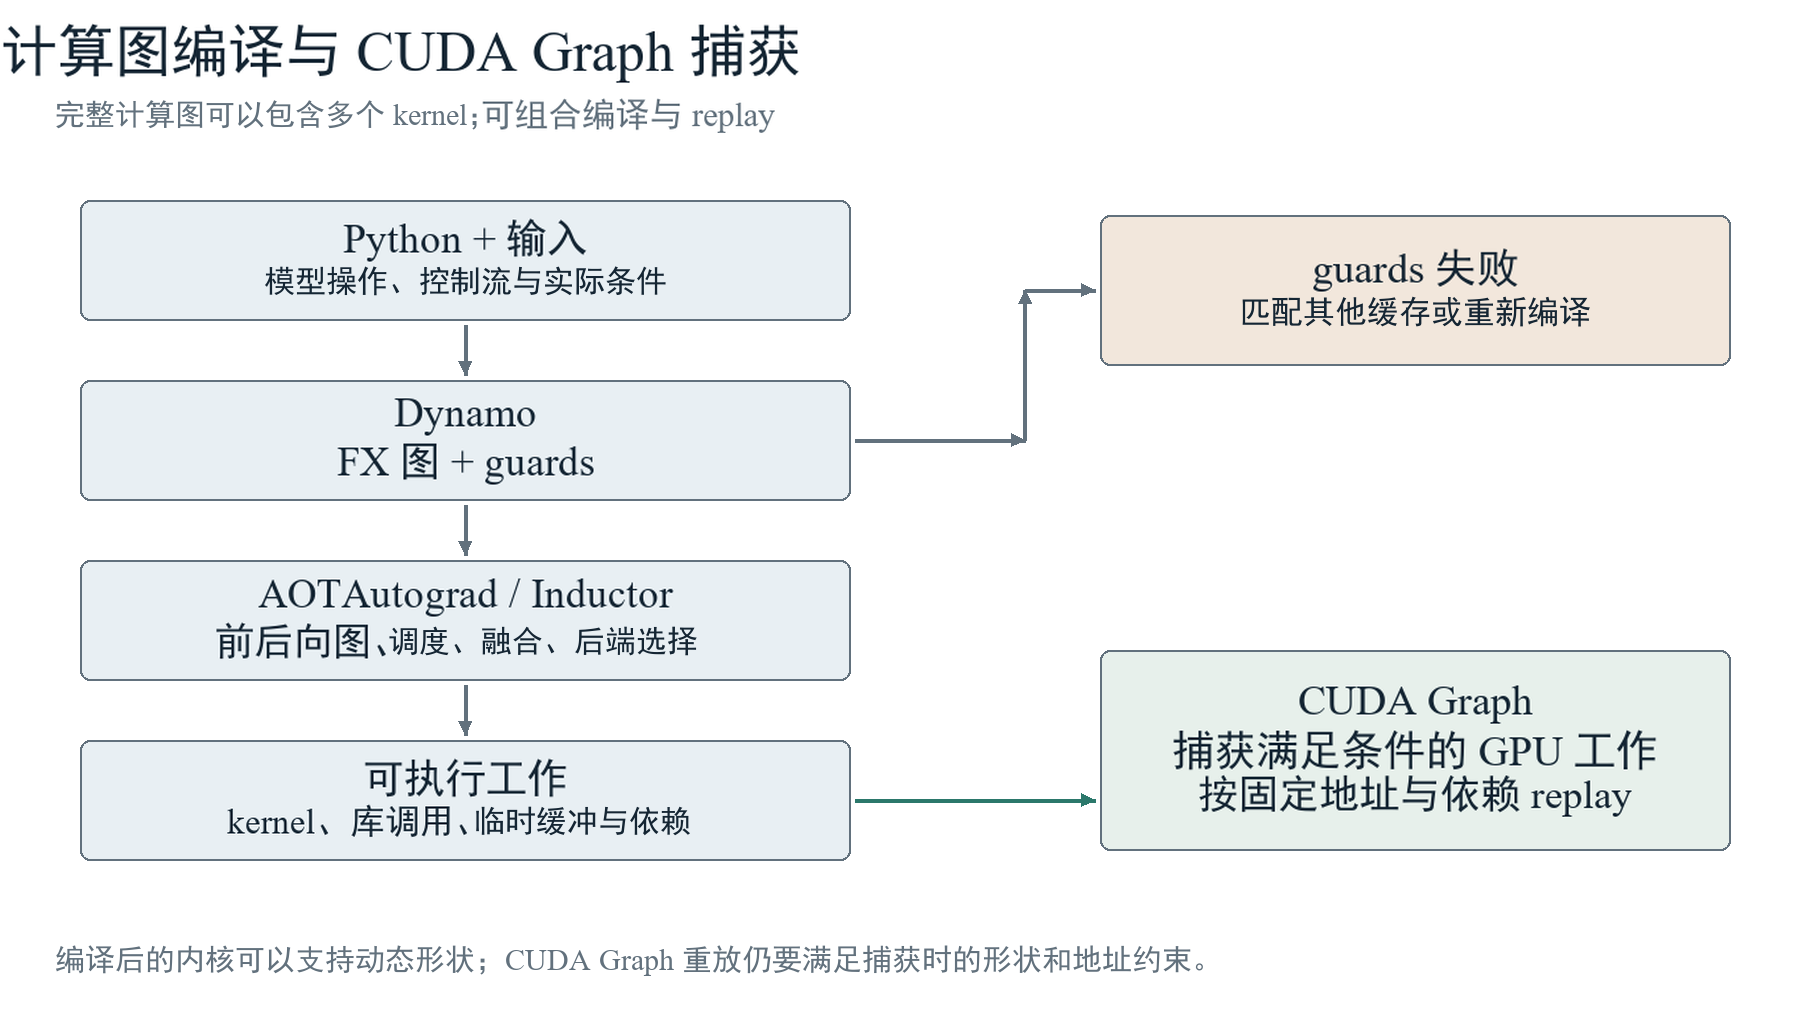 计算图编译与 CUDA Graph 捕获
完整计算图可以包含多个 kernel;可组合编译与 replay
Python + 输入
模型操作、控制流与实际条件
guards 失败
匹配其他缓存或重新编译
Dynamo
FX 图 + guards
AOTAutograd / Inductor
前后向图、调度、融合、后端选择
可执行工作
kernel、库调用、临时缓冲与依赖
CUDA Graph
捕获满足条件的 GPU 工作
按固定地址与依赖 replay
编译后的内核可以支持动态形状；CUDA Graph 重放仍要满足捕获时的形状和地址约束。